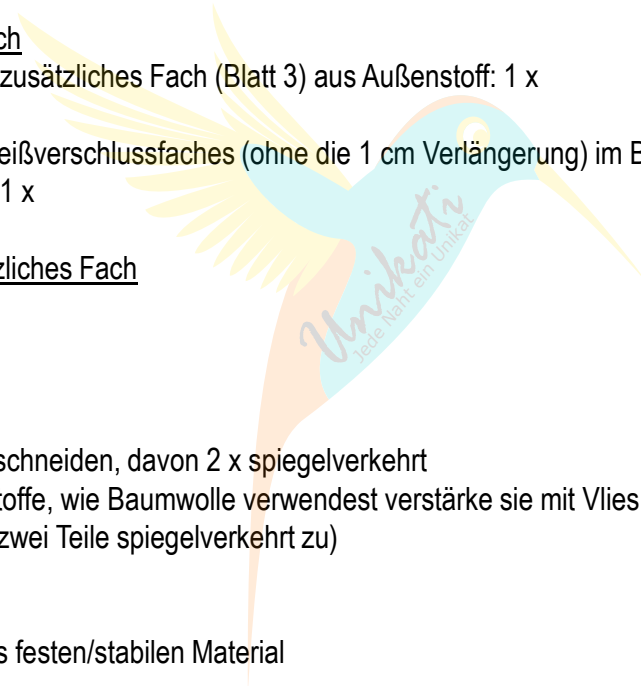 ch
zusätzliches Fach (Blatt 3) aus Außenstoff: 1 x
eißverschlussfaches (ohne die 1 cm Verlängerung) im B
1 x
zliches Fach
Unikati
Jede Naht ein Unikat
schneiden, davon 2 x spiegelverkehrt
toffe, wie Baumwolle verwendest verstärke sie mit Vlies
zwei Teile spiegelverkehrt zu)
s festen/stabilen Material